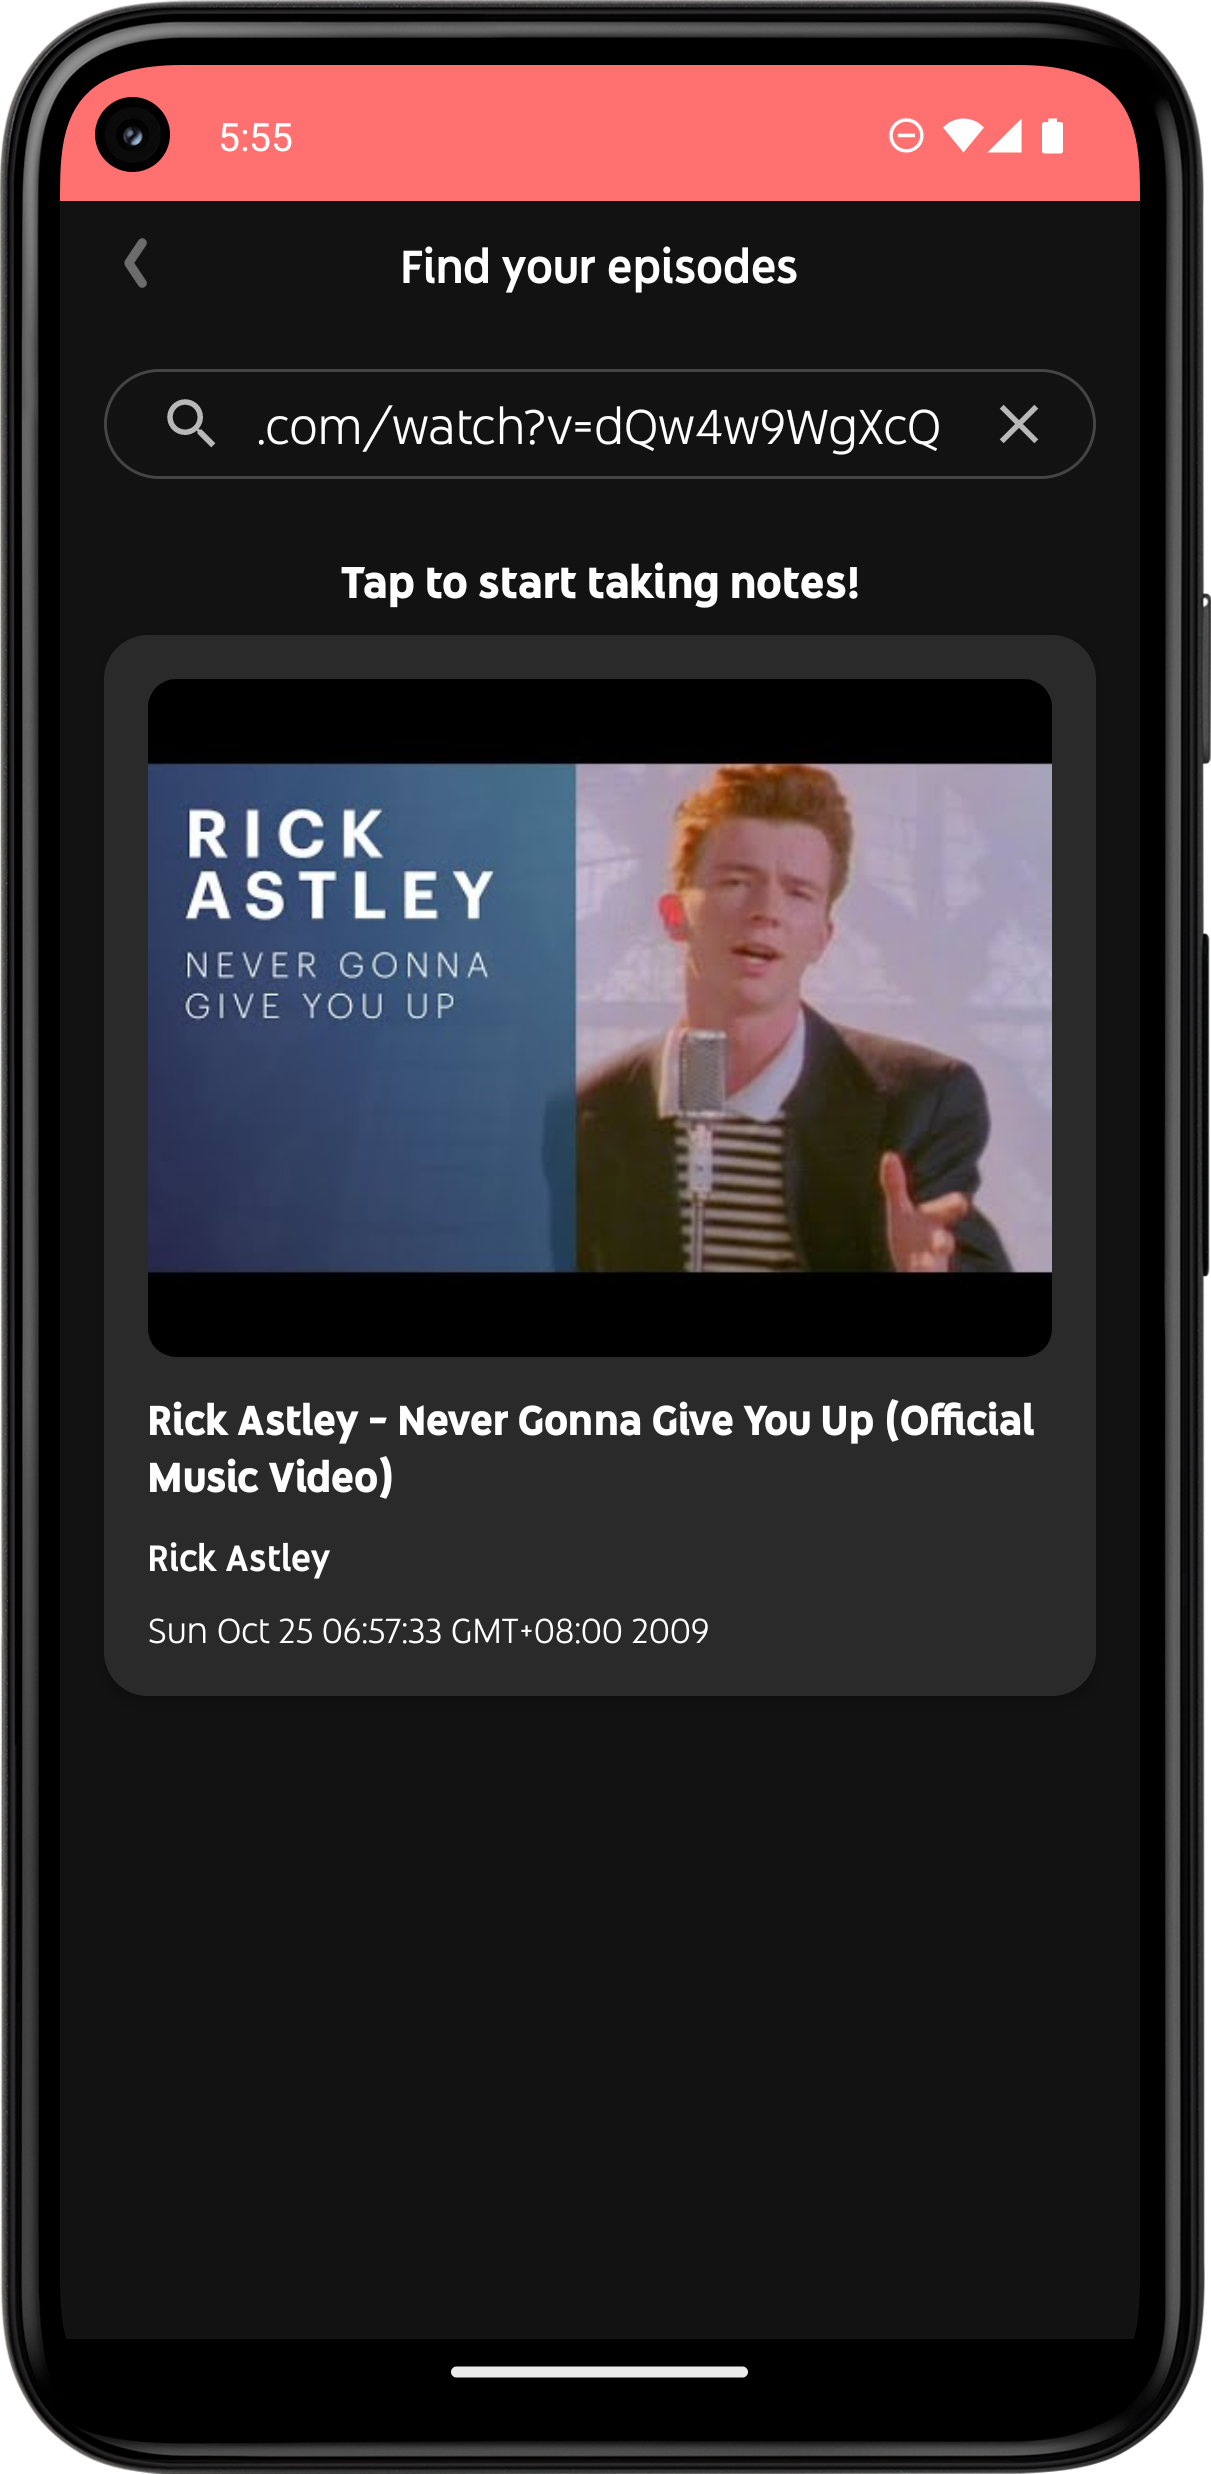 5:55
Find your episodes
.com/watch?v=dQw4w9WgXcQ
Tap to start taking notes!
RICK
ASTLEY
NEVER GONNA
GIVE YOU UP
Rick Astley - Never Gonna Give You Up (Official
Music Video)
Rick Astley
Sun Oct 25 06:57:33 GMT+08:00 2009